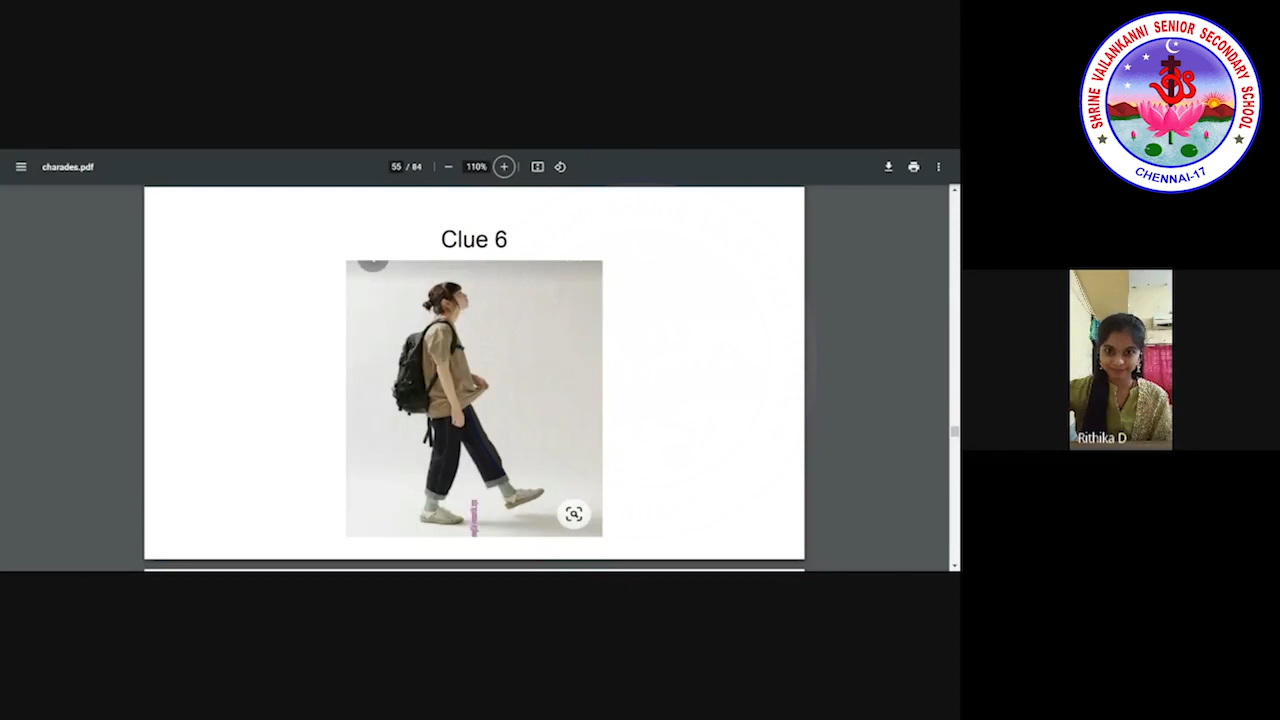 charades.pdf
55 / 84
110%
Clue 6
SHRINE VAILANKANNI SENIOR SECONDARY SCHOOL
CHENNAI-17
Rithika D